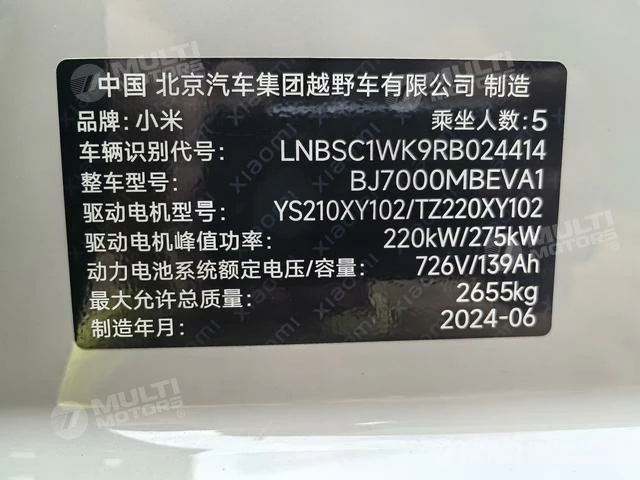 中国 北京汽车集团越野车有限公司 制造
品牌: 小米 乘坐人数: 5
车辆识别代号: LNBSC1WK9RB024414
整车型号: BJ7000MBEVA1
驱动电机型号: YS210XY102/TZ220XY102
驱动电机峰值功率: 220kW/275kW
动力电池系统额定电压/容量: 726V/139Ah
最大允许总质量: 2655kg
制造年月: 2024-06
xiaomi
MULTI MOTORS